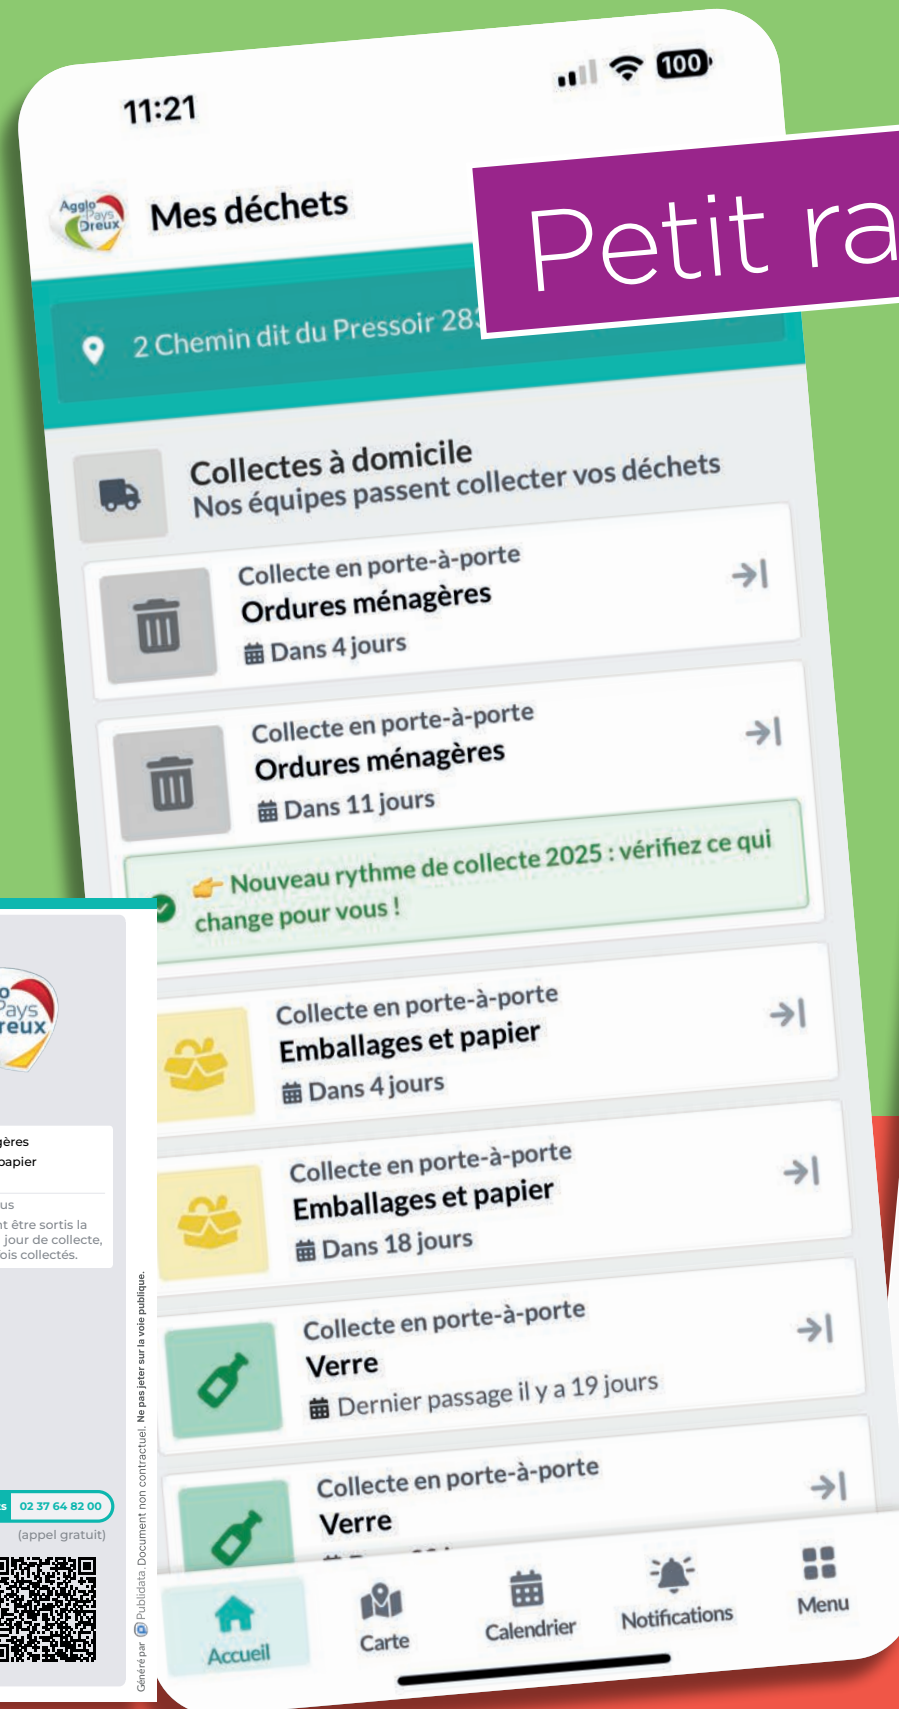 11:21
100
Agglo
Pays
Dreux
Mes déchets
Petit ra
2 Chemin dit du Pressoir 28
Collectes à domicile
Nos équipes passent collecter vos déchets
Collecte en porte-à-porte
Ordures ménagères
Dans 4 jours
Collecte en porte-à-porte
Ordures ménagères
Dans 11 jours
Nouveau rythme de collecte 2025 : vérifiez ce qui
change pour vous !
Collecte en porte-à-porte
Emballages et papier
Dans 4 jours
Collecte en porte-à-porte
Emballages et papier
Dans 18 jours
Collecte en porte-à-porte
Verre
Dernier passage il y a 19 jours
Collecte en porte-à-porte
Verre
Accueil
Carte
Calendrier
Notifications
Menu
o
Pays
reux
gères
papier
us
nt être sortis la
jour de collecte,
ois collectés.
ts 02 37 64 82 00
(appel gratuit)
Généré par Publidata. Document non contractuel. Ne pas jeter sur la voie publique.